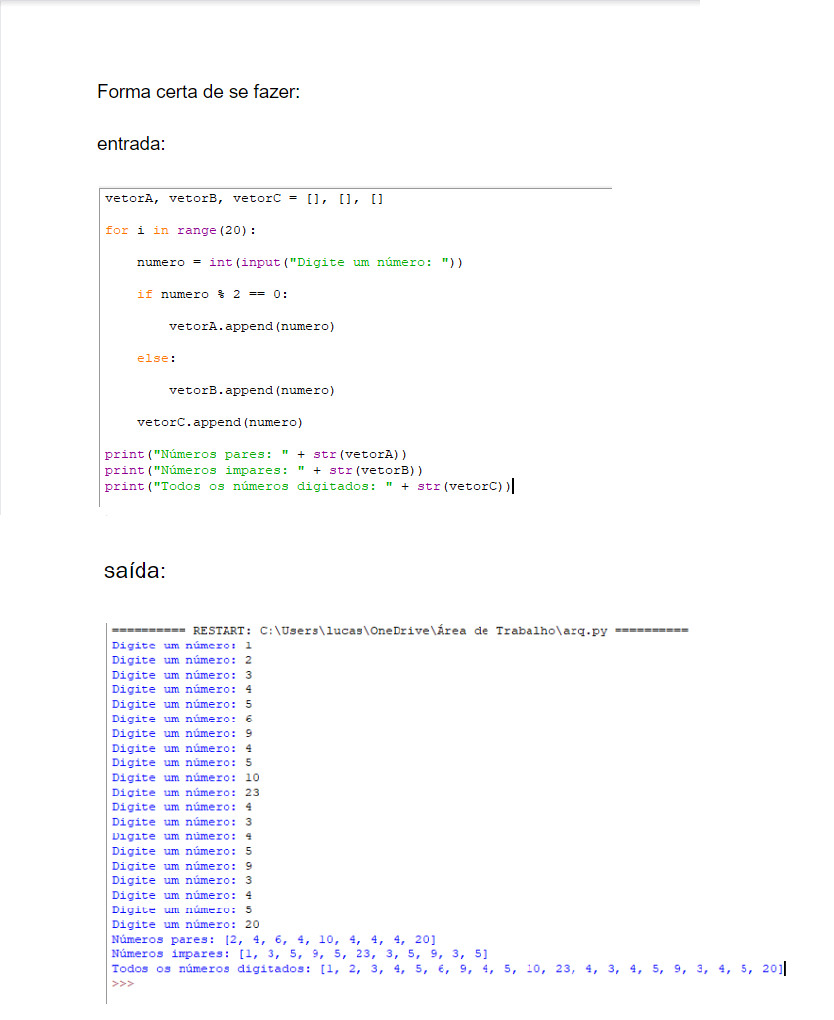 Forma certa de se fazer:
entrada:
vetorA, vetorB, vetorC = [], [], []
for i in range(20):
numero = int(input("Digite um número: "))
if numero % 2 == 0:
vetorA.append(numero)
else:
vetorB.append(numero)
vetorC.append(numero)
print("Números pares: " + str(vetorA))
print("Números impares: " + str(vetorB))
print("Todos os números digitados: " + str(vetorC))
saída:
========== RESTART: C:\Users\lucas\OneDrive\Área de Trabalho\arq.py ==========
Digite um número: 1
Digite um número: 2
Digite um número: 3
Digite um número: 4
Digite um número: 5
Digite um número: 6
Digite um número: 9
Digite um número: 4
Digite um número: 5
Digite um número: 10
Digite um número: 23
Digite um número: 4
Digite um número: 3
Digite um número: 4
Digite um número: 5
Digite um número: 9
Digite um número: 3
Digite um número: 4
Digite um número: 5
Digite um número: 20
Números pares: [2, 4, 6, 4, 10, 4, 4, 4, 20]
Números impares: [1, 3, 5, 9, 5, 23, 3, 5, 9, 3, 5]
Todos os números digitados: [1, 2, 3, 4, 5, 6, 9, 4, 5, 10, 23, 4, 3, 4, 5, 9, 3, 4, 5, 20]
>>>